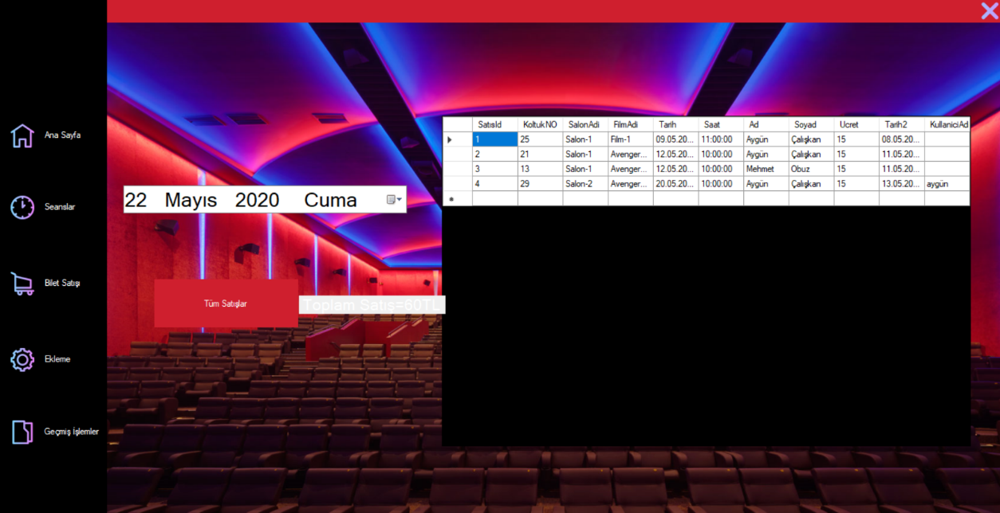 Ana Sayfa
Seanslar
Bilet Satışı
Ekleme
Geçmiş İşlemler
22 Mayıs 2020 Cuma
Tüm Satışlar
Toplam Satış=60TL
SatisId KoltukNO SalonAdi FilmAdi Tarih Saat Ad Soyad Ucret Tarih2 KullaniciAd
1 25 Salon-1 Film-1 09.05.20... 11:00:00 Aygün Çalışkan 15 08.05.20...
2 21 Salon-1 Avenger... 12.05.20... 10:00:00 Aygün Çalışkan 15 11.05.20...
3 13 Salon-1 Avenger... 12.05.20... 10:00:00 Mehmet Obuz 15 11.05.20...
4 29 Salon-2 Avenger... 20.05.20... 10:00:00 Aygün Çalışkan 15 13.05.20... aygün